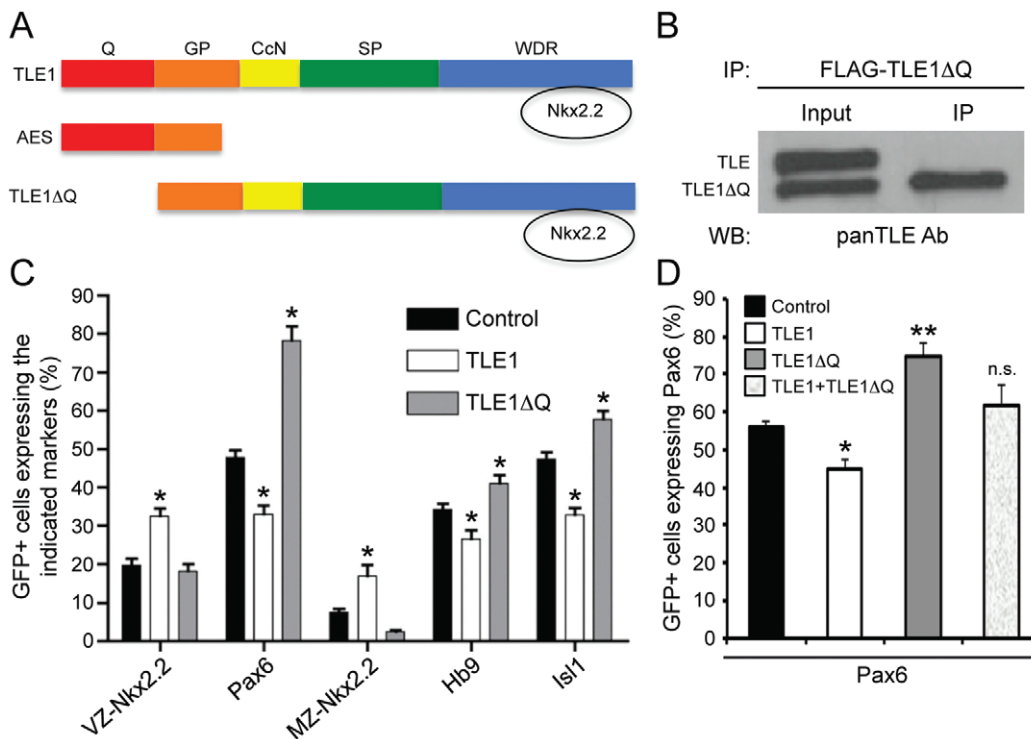 A
Q GP CcN SP WDR
TLE1
Nkx2.2
AES
TLE1ΔQ
Nkx2.2
B
IP: FLAG-TLE1ΔQ
Input IP
TLE
TLE1ΔQ
WB: panTLE Ab
C
GFP+ cells expressing the
indicated markers (%)
90
80
70
60
50
40
30
20
10
0
Control
TLE1
TLE1ΔQ
* * * * * * * *
VZ-Nkx2.2 Pax6 MZ-Nkx2.2 Hb9 Isl1
D
GFP+ cells expressing Pax6 (%)
90
80
70
60
50
40
30
20
10
0
Control
TLE1
TLE1ΔQ
TLE1+TLE1ΔQ
* ** n.s.
Pax6